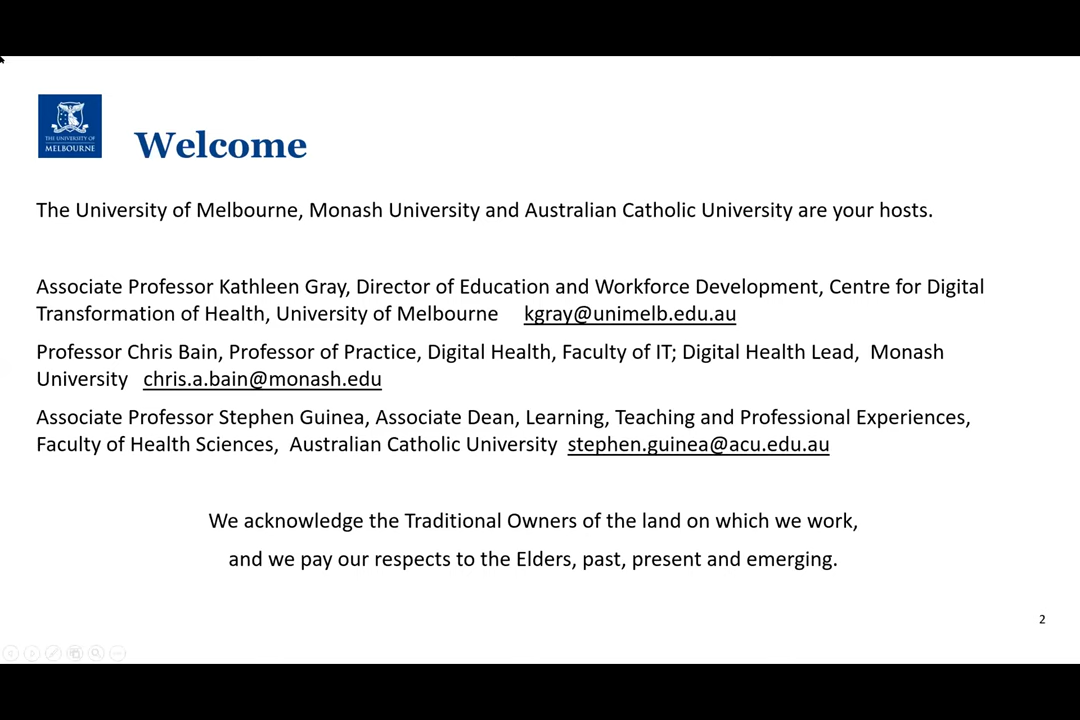 THE UNIVERSITY OF
MELBOURNE
Welcome
The University of Melbourne, Monash University and Australian Catholic University are your hosts.
Associate Professor Kathleen Gray, Director of Education and Workforce Development, Centre for Digital
Transformation of Health, University of Melbourne kgray@unimelb.edu.au
Professor Chris Bain, Professor of Practice, Digital Health, Faculty of IT; Digital Health Lead, Monash
University chris.a.bain@monash.edu
Associate Professor Stephen Guinea, Associate Dean, Learning, Teaching and Professional Experiences,
Faculty of Health Sciences, Australian Catholic University stephen.guinea@acu.edu.au
We acknowledge the Traditional Owners of the land on which we work,
and we pay our respects to the Elders, past, present and emerging.
2